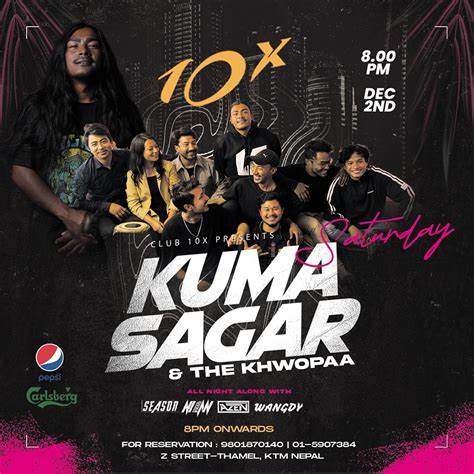 10X
8.00
PM
DEC
2ND
CLUB 10X PRESENTS
Saturday
KUMA
SAGAR
& THE KHWOPAA
pepsi
Carlsberg
ALL NIGHT ALONG WITH
SEASON AZEN WANGDY
8PM ONWARDS
FOR RESERVATION : 9801870140 | 01-5907384
Z STREET-THAMEL, KTM NEPAL